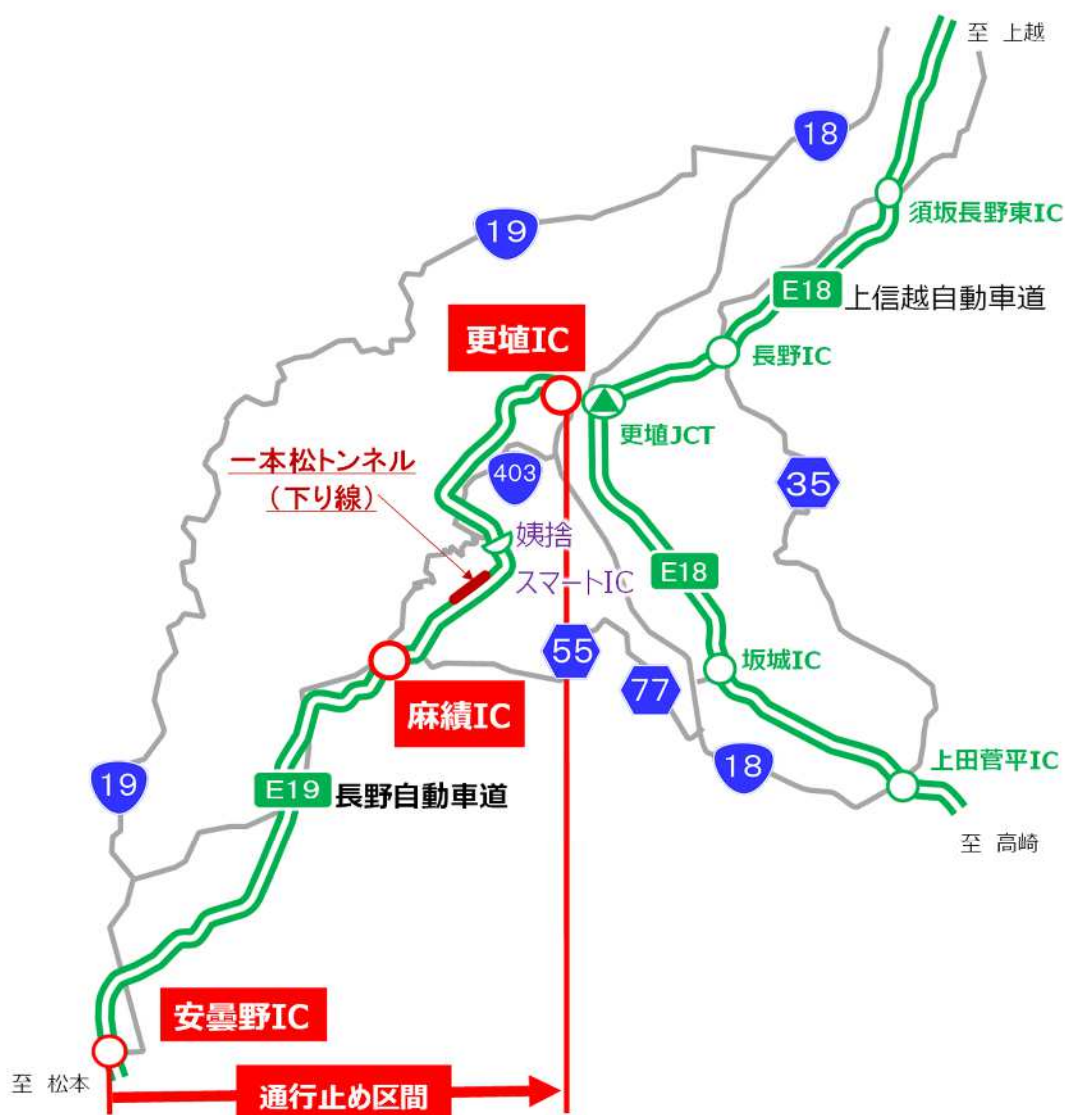 至 上越
18
19
須坂長野東IC
E18
上信越自動車道
更埴IC
長野IC
更埴JCT
一本松トンネル
(下り線)
403
35
姨捨
スマートIC
E18
55
坂城IC
77
麻績IC
18
上田菅平IC
19
E19
長野自動車道
至 高崎
安曇野IC
至 松本
通行止め区間